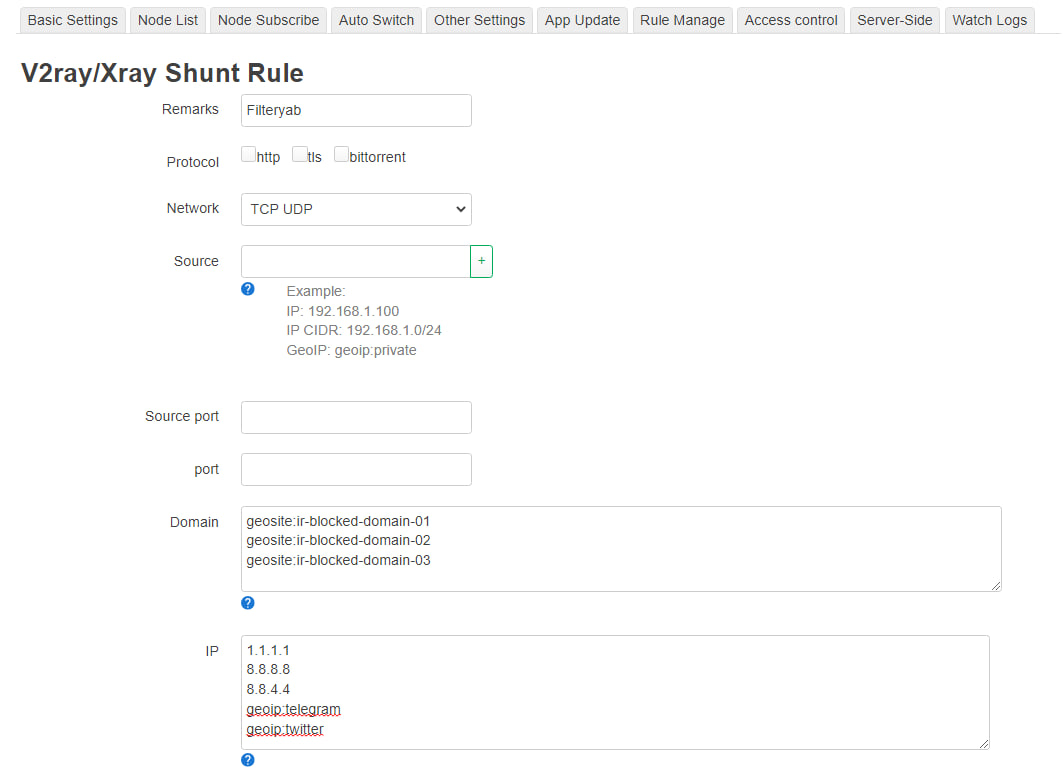 Basic Settings Node List Node Subscribe Auto Switch Other Settings App Update Rule Manage Access control Server-Side Watch Logs
V2ray/Xray Shunt Rule
Remarks Filteryab
Protocol http tls bittorrent
Network TCP UDP
Source +
? Example:
IP: 192.168.1.100
IP CIDR: 192.168.1.0/24
GeoIP: geoip:private
Source port
port
Domain geosite:ir-blocked-domain-01
geosite:ir-blocked-domain-02
geosite:ir-blocked-domain-03
?
IP 1.1.1.1
8.8.8.8
8.8.4.4
geoip:telegram
geoip:twitter
?